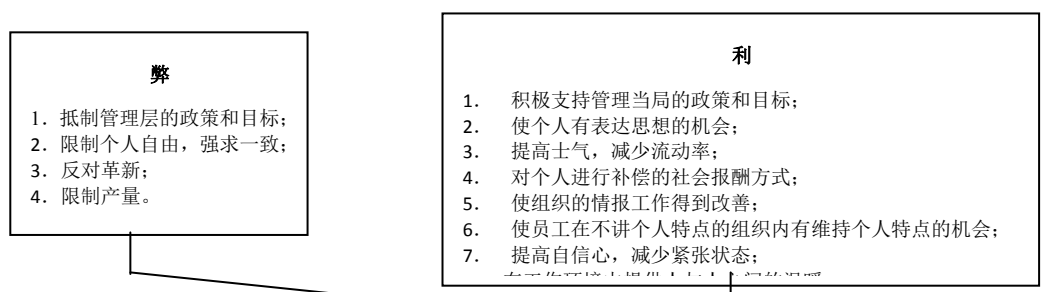 弊
1. 抵制管理层的政策和目标；
2. 限制个人自由，强求一致；
3. 反对革新；
4. 限制产量。
利
1. 积极支持管理当局的政策和目标；
2. 使个人有表达思想的机会；
3. 提高士气，减少流动率；
4. 对个人进行补偿的社会报酬方式；
5. 使组织的情报工作得到改善；
6. 使员工在不讲个人特点的组织内有维持个人特点的机会；
7. 提高自信心，减少紧张状态；